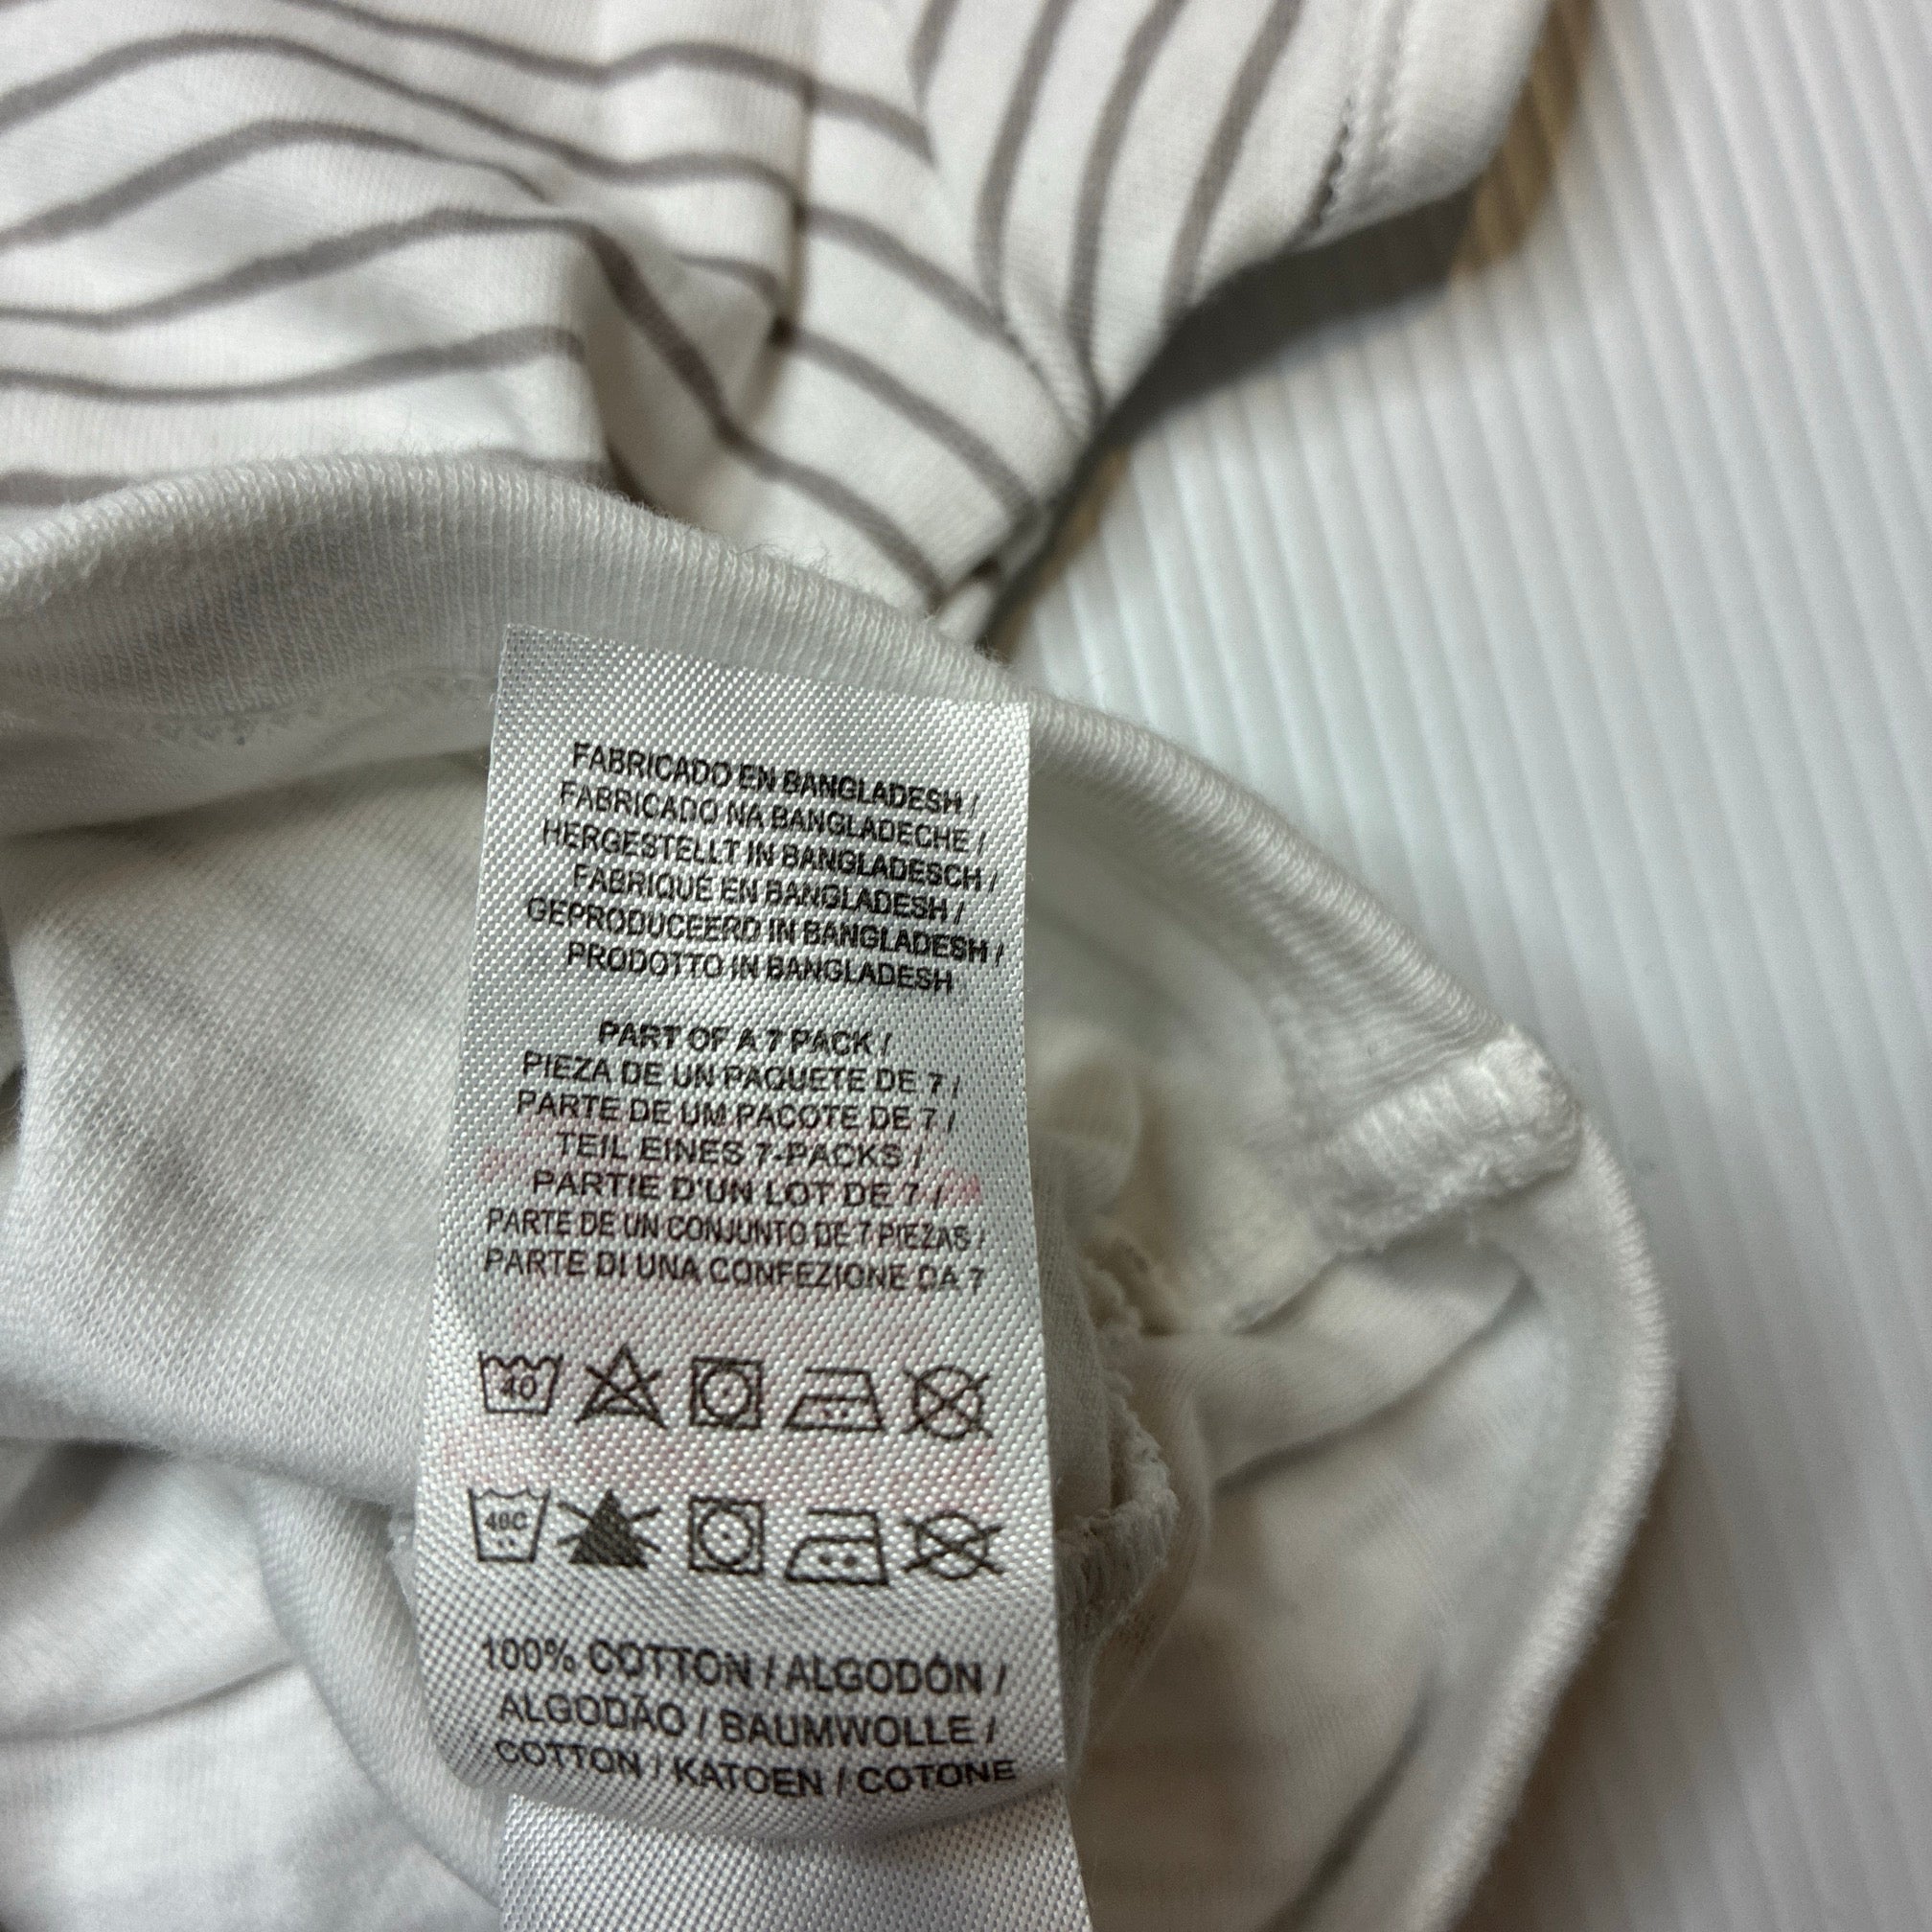 FABRICADO EN BANGLADESH /
FABRICADO NA BANGLADECHE /
HERGESTELLT IN BANGLADESCH /
FABRIQUÉ EN BANGLADESH /
GEPRODUCEERD IN BANGLADESH /
PRODOTTO IN BANGLADESH
PART OF A 7 PACK /
PIEZA DE UN PAQUETE DE 7 /
PARTE DE UM PACOTE DE 7 /
TEIL EINES 7-PACKS /
PARTIE D'UN LOT DE 7 /
PARTE DE UN CONJUNTO DE 7 PIEZAS /
PARTE DI UNA CONFEZIONE DA 7
40
40C
100% COTTON / ALGODÓN /
ALGODÃO / BAUMWOLLE /
COTTON / KATOEN / COTONE